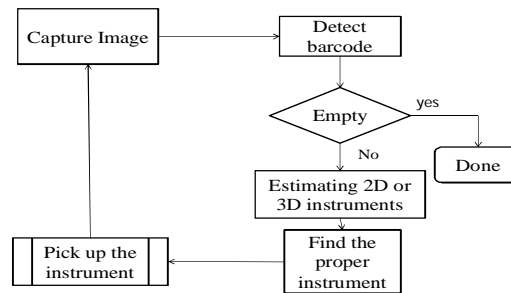 Capture Image
Detect
barcode
Empty
yes
No
Done
Estimating 2D or
3D instruments
Find the
proper
instrument
Pick up the
instrument